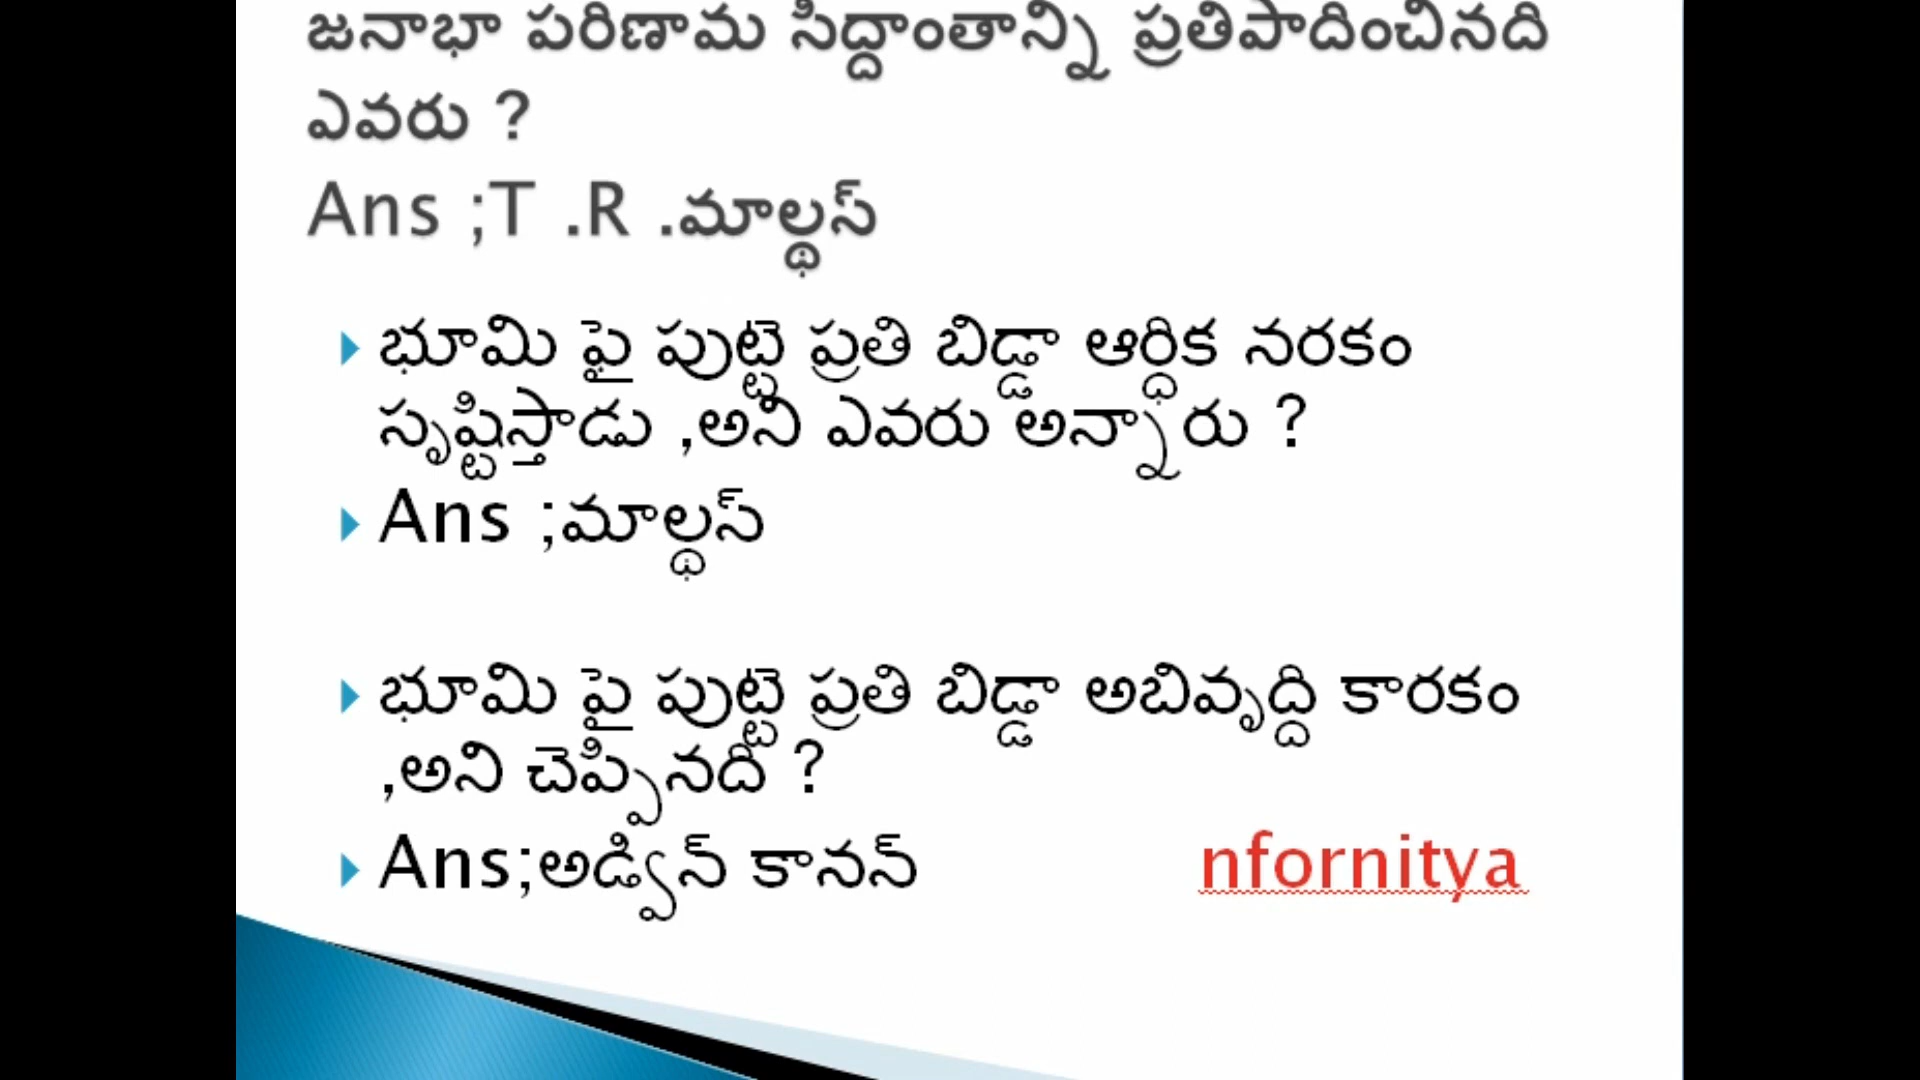 జనాభా పరిణామ సిద్దాంతాన్ని ప్రతిపాదించినది
ఎవరు ?
Ans ;T .R .మాల్థస్
భూమి పై పుట్టె ప్రతి బిడ్డా ఆర్ధిక నరకం
సృష్టిస్తాడు ,అని ఎవరు అన్నారు ?
Ans ;మాల్థస్
భూమి పై పుట్టె ప్రతి బిడ్డా అబివృద్ది కారకం
,అని చెప్పినది ?
Ans;అడ్విన్ కానన్
nfornitya